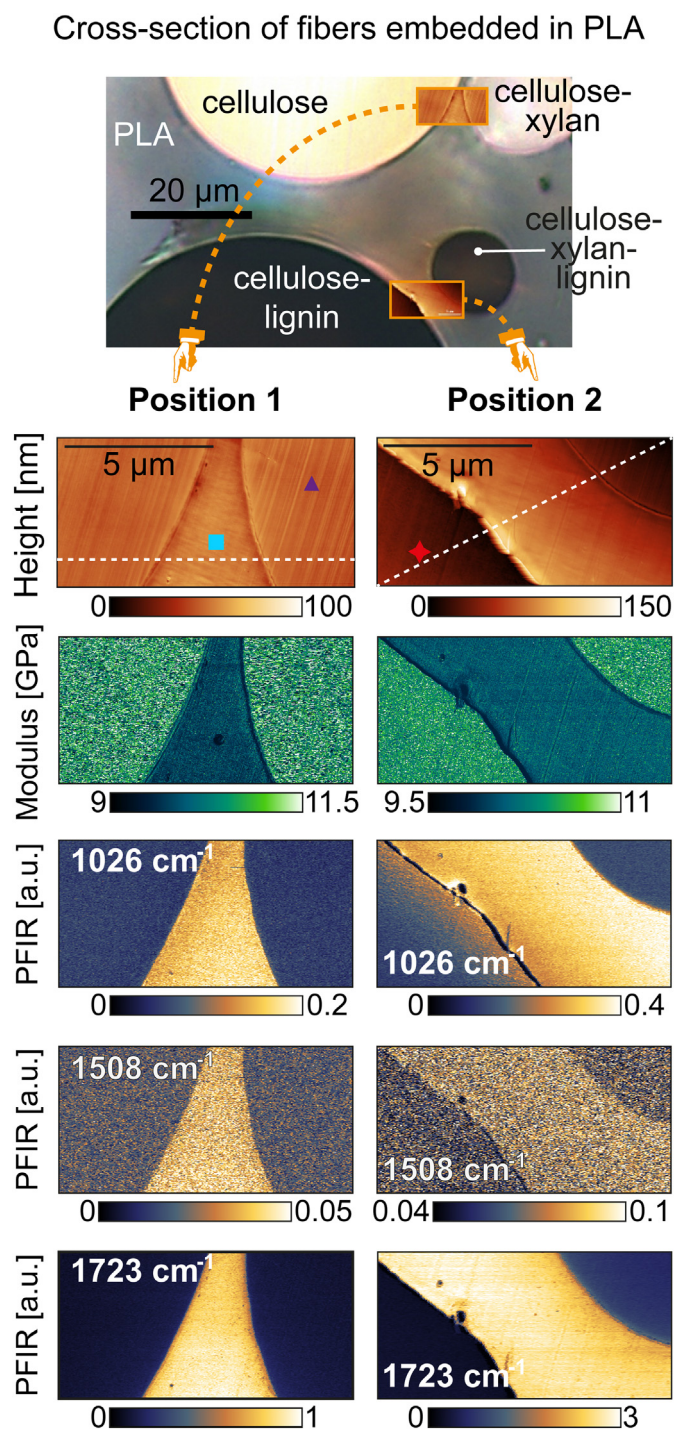 Cross-section of fibers embedded in PLA
cellulose
cellulose-
xylan
PLA
20 µm
cellulose-
xylan-
lignin
cellulose-
lignin
Position 1
Position 2
Height [nm]
5 µm
5 µm
0 100
0 150
Modulus [GPa]
9 11.5
9.5 11
PFIR [a.u.]
1026 cm⁻¹
1026 cm⁻¹
0 0.2
0 0.4
PFIR [a.u.]
1508 cm⁻¹
1508 cm⁻¹
0 0.05
0.04 0.1
PFIR [a.u.]
1723 cm⁻¹
1723 cm⁻¹
0 1
0 3